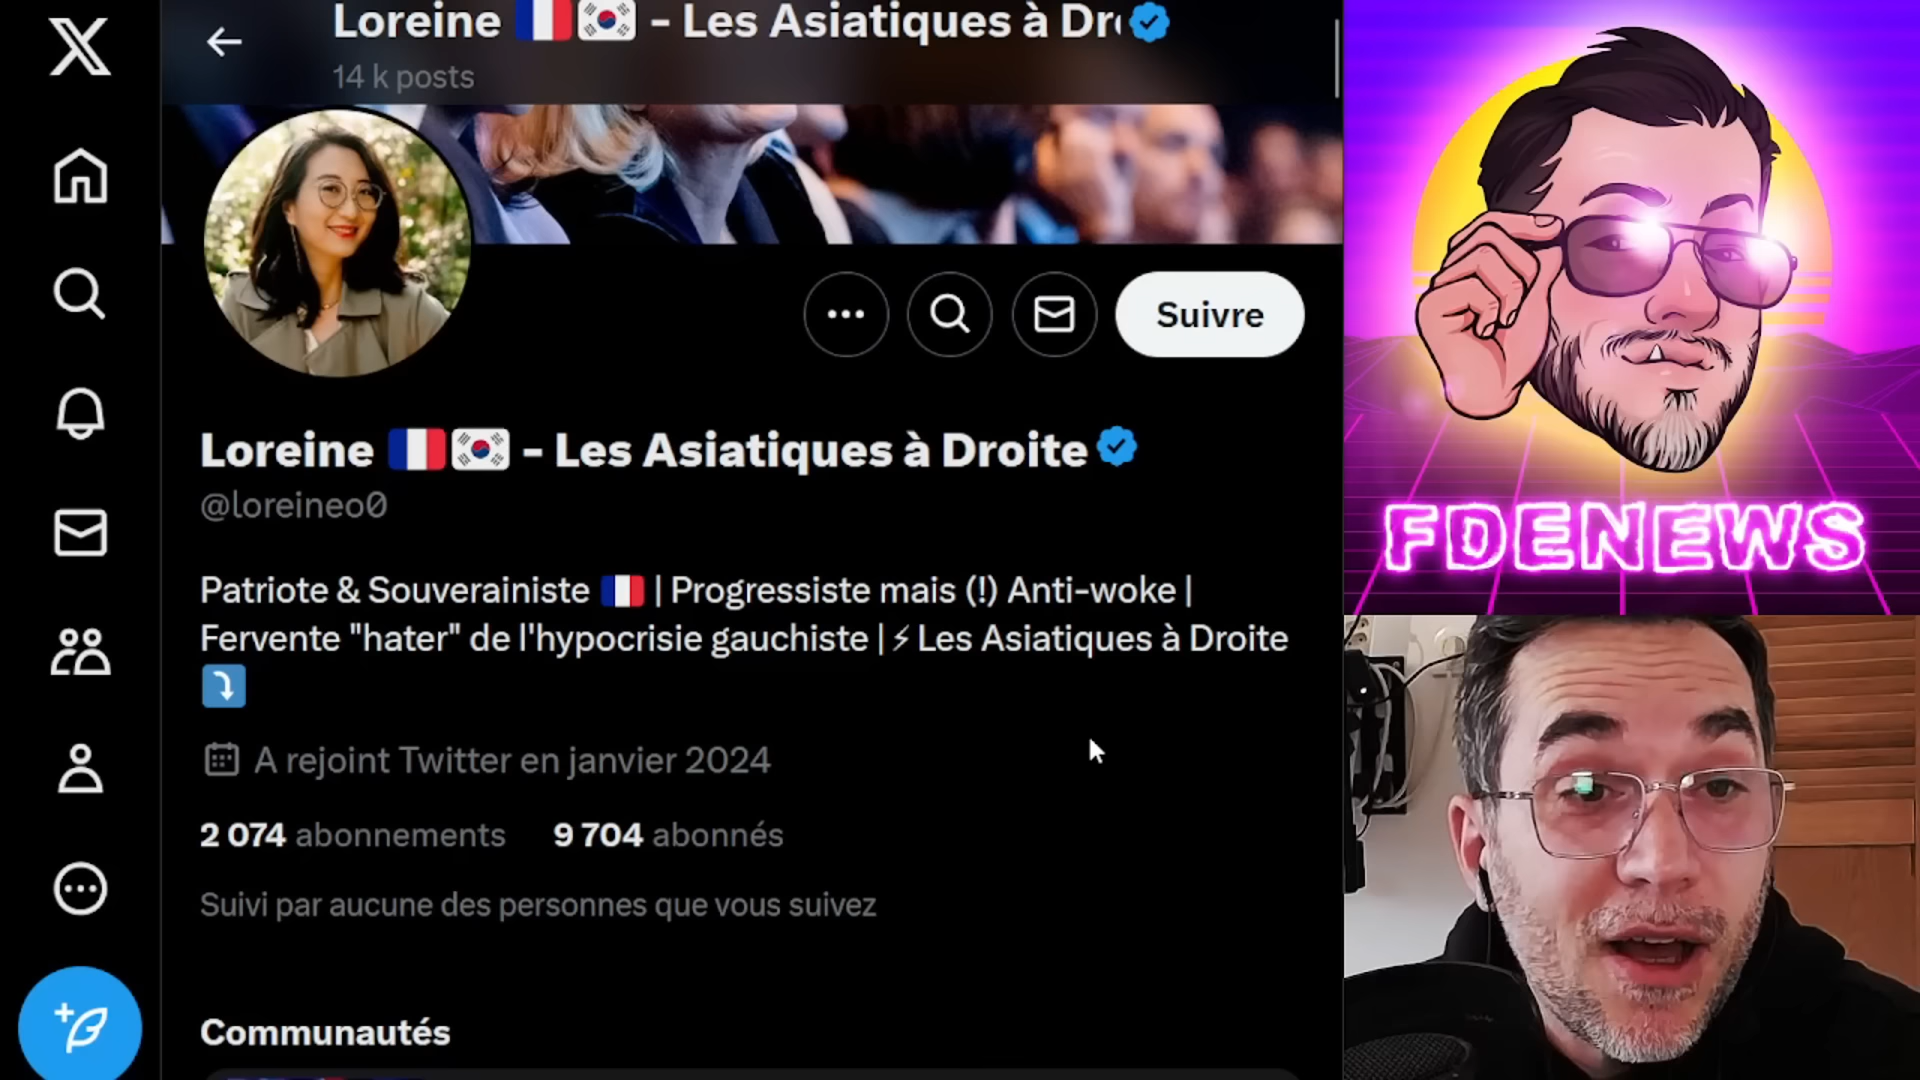 Loreine 🇫🇷🇰🇷 - Les Asiatiques à Dr
14 k posts
Suivre
Loreine 🇫🇷🇰🇷 - Les Asiatiques à Droite
@loreineo0
Patriote & Souverainiste 🇫🇷 | Progressiste mais (!) Anti-woke |
Fervente "hater" de l'hypocrisie gauchiste | ⚡ Les Asiatiques à Droite
⤵️
A rejoint Twitter en janvier 2024
2 074 abonnements 9 704 abonnés
Suivi par aucune des personnes que vous suivez
Communautés
FDENEWS